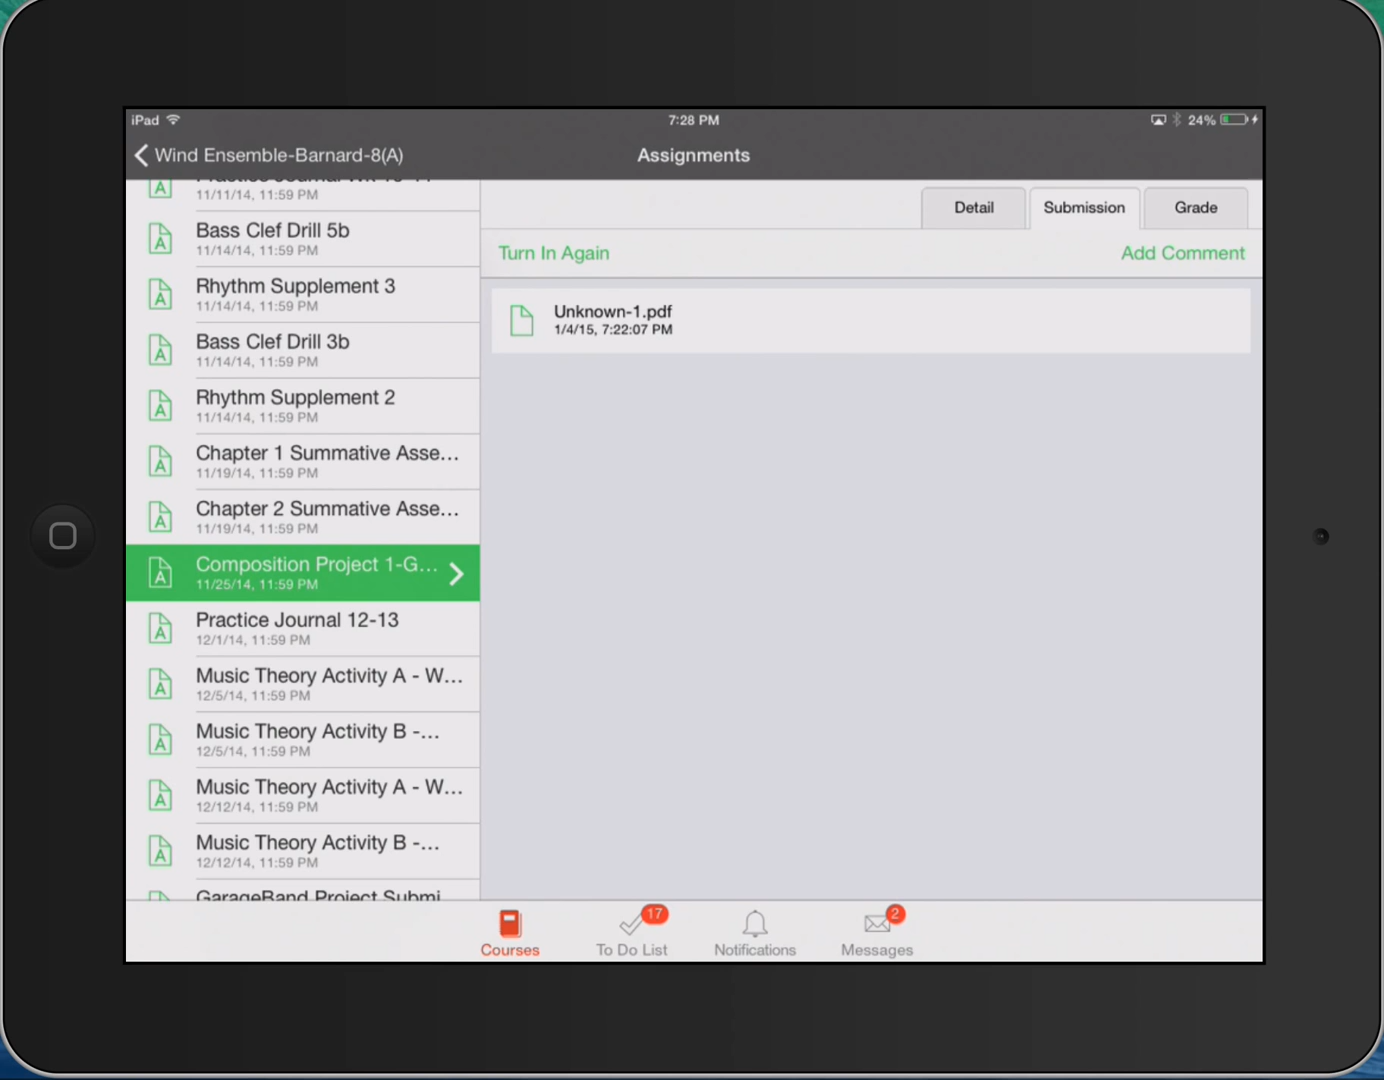 iPad
7:28 PM
24%
Wind Ensemble-Barnard-8(A)
Assignments
11/11/14, 11:59 PM
Bass Clef Drill 5b
11/14/14, 11:59 PM
Rhythm Supplement 3
11/14/14, 11:59 PM
Bass Clef Drill 3b
11/14/14, 11:59 PM
Rhythm Supplement 2
11/14/14, 11:59 PM
Chapter 1 Summative Asse...
11/19/14, 11:59 PM
Chapter 2 Summative Asse...
11/19/14, 11:59 PM
Composition Project 1-G...
11/25/14, 11:59 PM
Practice Journal 12-13
12/1/14, 11:59 PM
Music Theory Activity A - W...
12/5/14, 11:59 PM
Music Theory Activity B -...
12/5/14, 11:59 PM
Music Theory Activity A - W...
12/12/14, 11:59 PM
Music Theory Activity B -...
12/12/14, 11:59 PM
GarageBand Project Submi
Detail
Submission
Grade
Turn In Again
Add Comment
Unknown-1.pdf
1/4/15, 7:22:07 PM
Courses
17
To Do List
Notifications
2
Messages